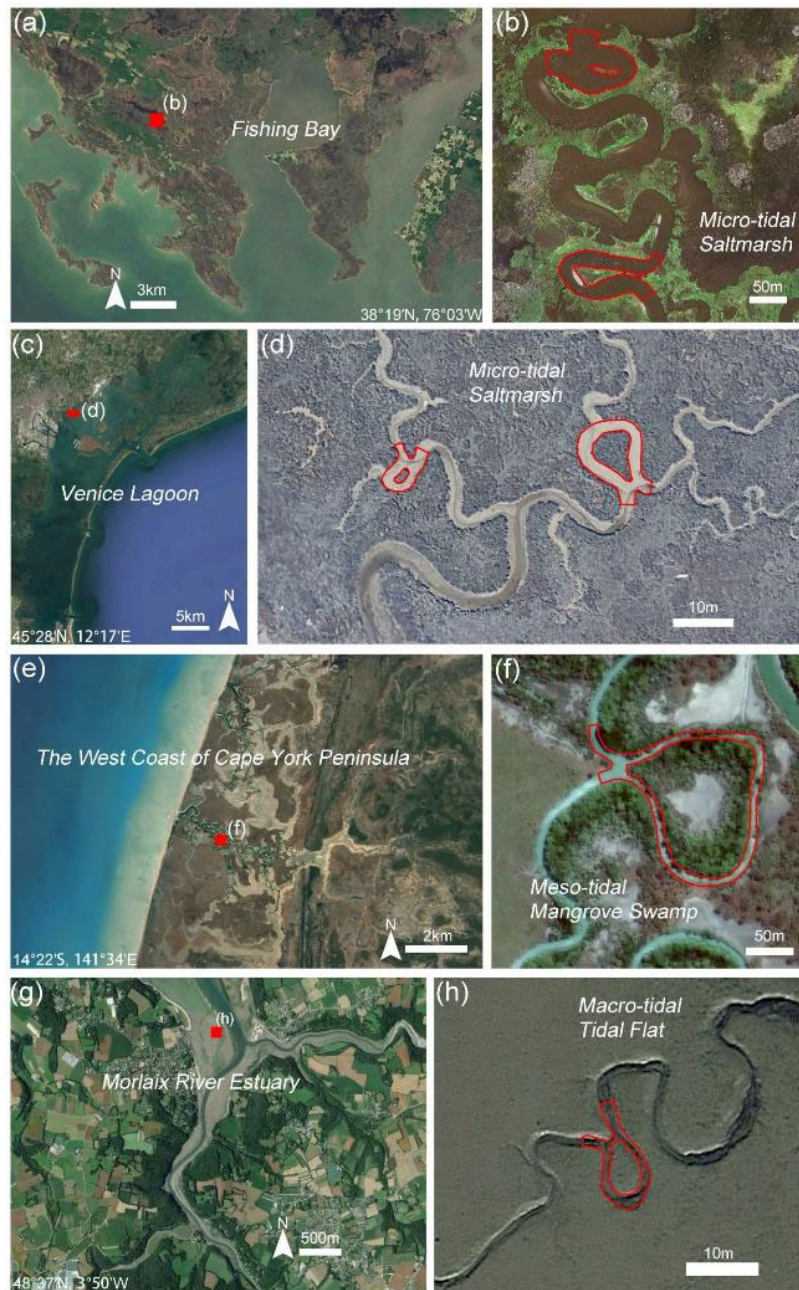 (a)
(b)
Fishing Bay
N
3km
38°19'N, 76°03'W
(b)
Micro-tidal
Saltmarsh
50m
(c)
(d)
Venice Lagoon
N
5km
45°28'N, 12°17'E
(d)
Micro-tidal
Saltmarsh
10m
(e)
The West Coast of Cape York Peninsula
(f)
N
2km
14°22'S, 141°34'E
(f)
Meso-tidal
Mangrove Swamp
50m
(g)
(h)
Morlaix River Estuary
N
500m
48°37'N, 3°50'W
(h)
Macro-tidal
Tidal Flat
10m